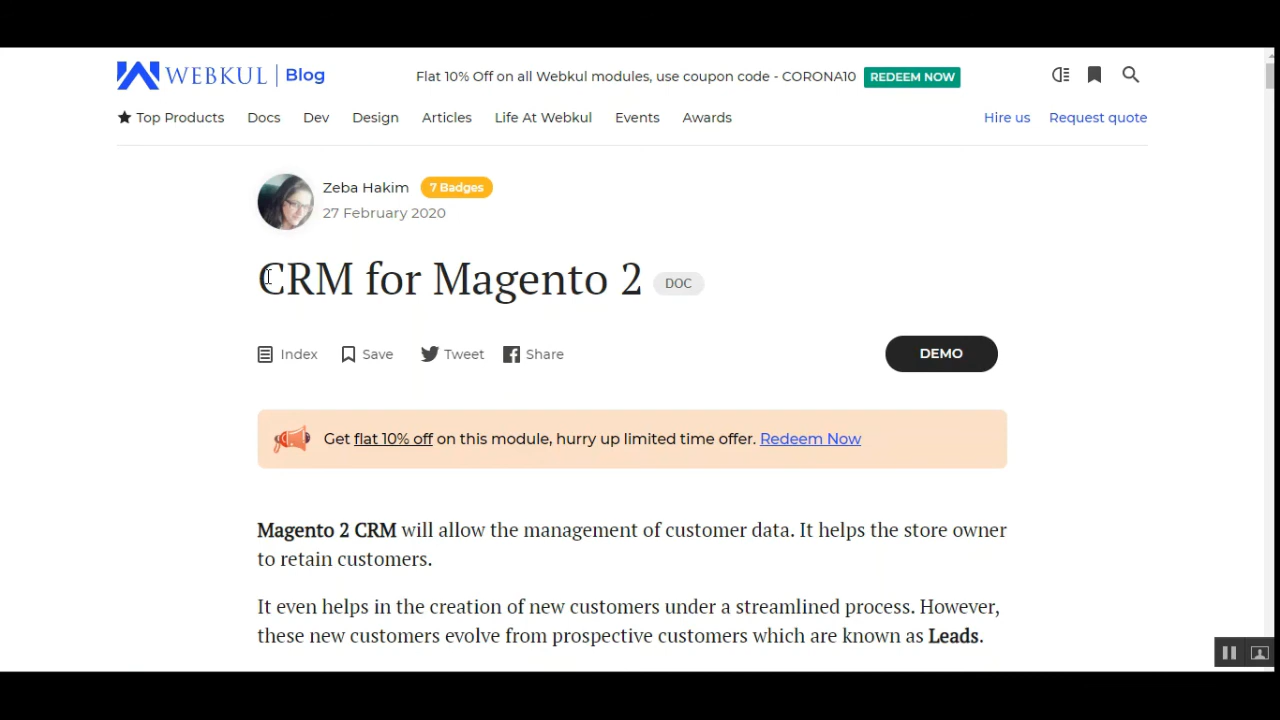 WEBKUL | Blog
Flat 10% Off on all Webkul modules, use coupon code - CORONA10 REDEEM NOW
Top Products Docs Dev Design Articles Life At Webkul Events Awards Hire us Request quote
Zeba Hakim 7 Badges
27 February 2020
CRM for Magento 2 DOC
Index Save Tweet Share DEMO
Get flat 10% off on this module, hurry up limited time offer. Redeem Now
Magento 2 CRM will allow the management of customer data. It helps the store owner
to retain customers.
It even helps in the creation of new customers under a streamlined process. However,
these new customers evolve from prospective customers which are known as Leads.